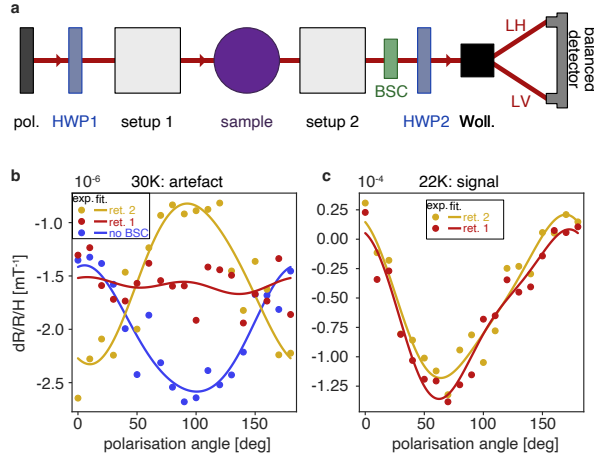 a
LH
LV
balanced
detector
BSC
pol.
HWP1
setup 1
sample
setup 2
HWP2
Woll.
b
10⁻⁶
30K: artefact
exp. fit.
ret. 2
ret. 1
no BSC
-1.0
-1.5
-2.0
-2.5
dR/R/H [mT⁻¹]
0
50
100
150
polarisation angle [deg]
c
10⁻⁴
22K: signal
exp. fit.
ret. 2
ret. 1
0.25
0.00
-0.25
-0.50
-0.75
-1.00
-1.25
0
50
100
150
polarisation angle [deg]